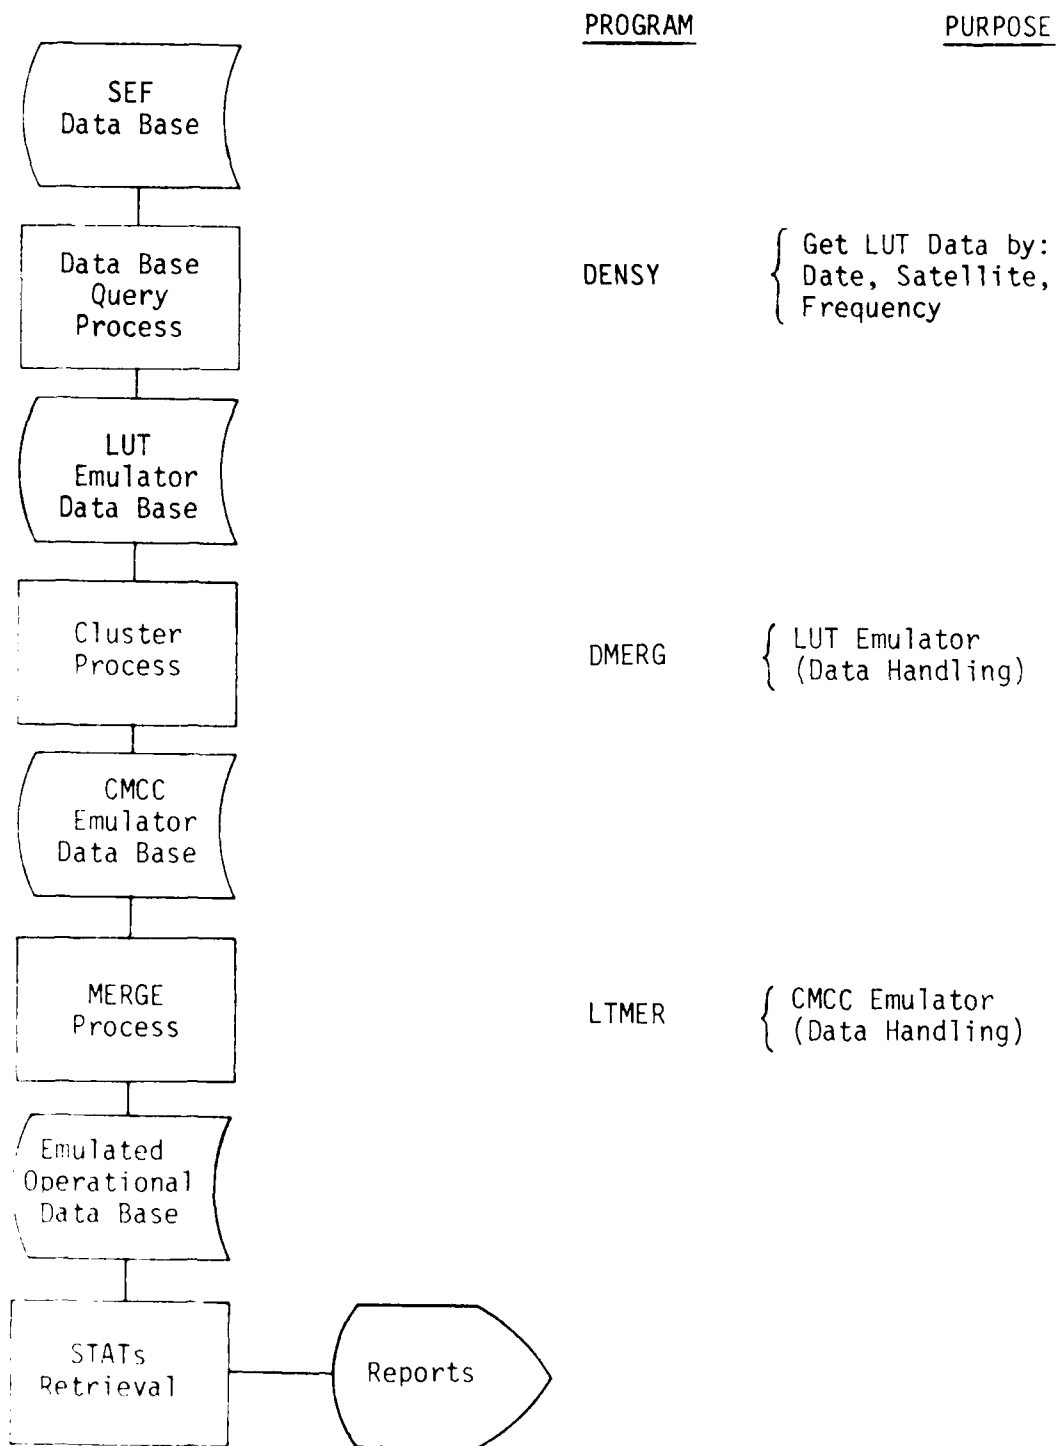 PROGRAM PURPOSE
SEF
Data Base
Data Base
Query
Process
DENSY
Get LUT Data by:
Date, Satellite,
Frequency
LUT
Emulator
Data Base
Cluster
Process
DMERG
LUT Emulator
(Data Handling)
CMCC
Emulator
Data Base
MERGE
Process
LTMER
CMCC Emulator
(Data Handling)
Emulated
Operational
Data Base
STATs
Retrieval
Reports